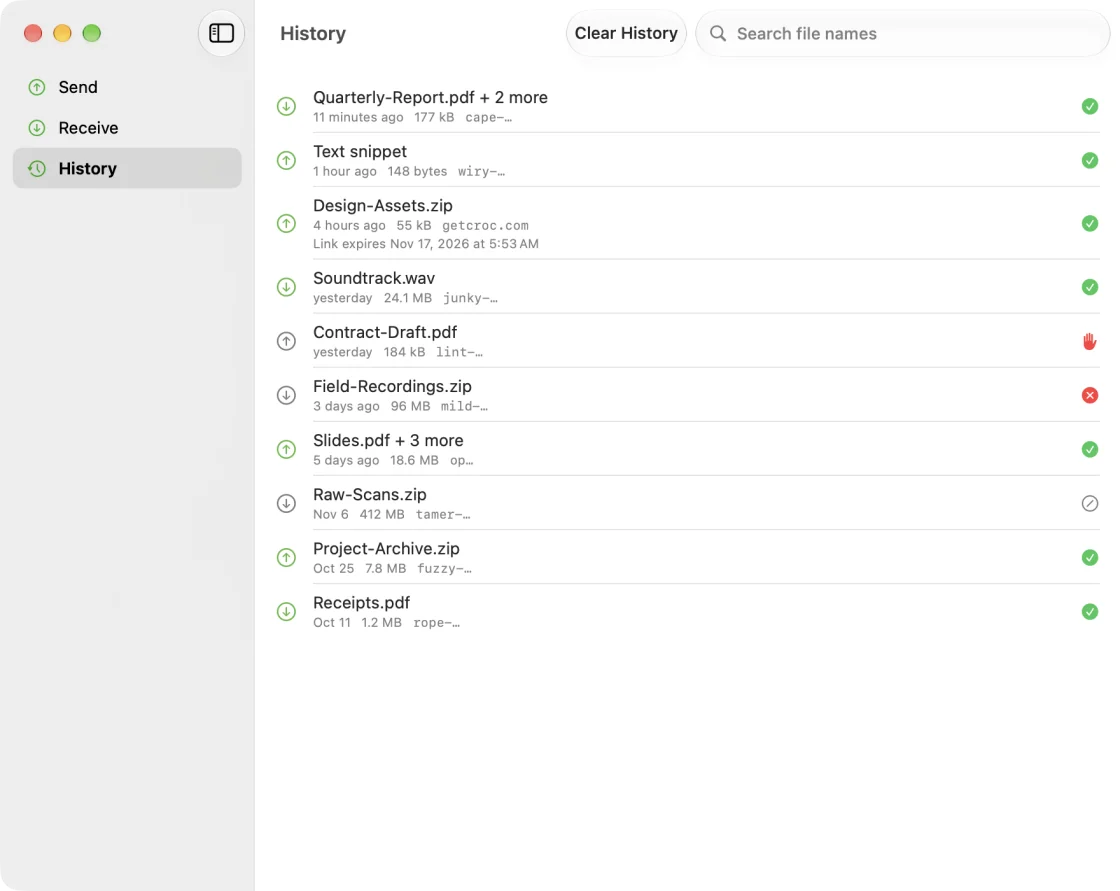 History
Clear History
Search file names
Send
Receive
History
Quarterly-Report.pdf + 2 more
11 minutes ago 177 kB cape-…
Text snippet
1 hour ago 148 bytes wiry-…
Design-Assets.zip
4 hours ago 55 kB getcroc.com
Link expires Nov 17, 2026 at 5:53 AM
Soundtrack.wav
yesterday 24.1 MB junky-…
Contract-Draft.pdf
yesterday 184 kB lint-…
Field-Recordings.zip
3 days ago 96 MB mild-…
Slides.pdf + 3 more
5 days ago 18.6 MB op…
Raw-Scans.zip
Nov 6 412 MB tamer-…
Project-Archive.zip
Oct 25 7.8 MB fuzzy-…
Receipts.pdf
Oct 11 1.2 MB rope-…